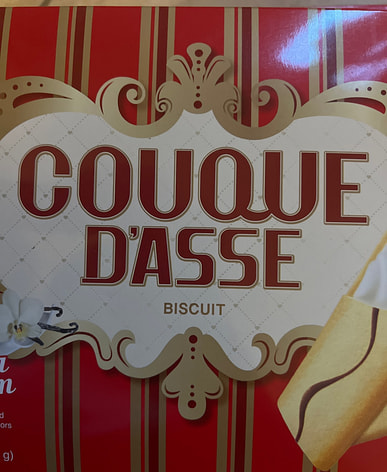 COUQUE
D'ASSE
BISCUIT
g)